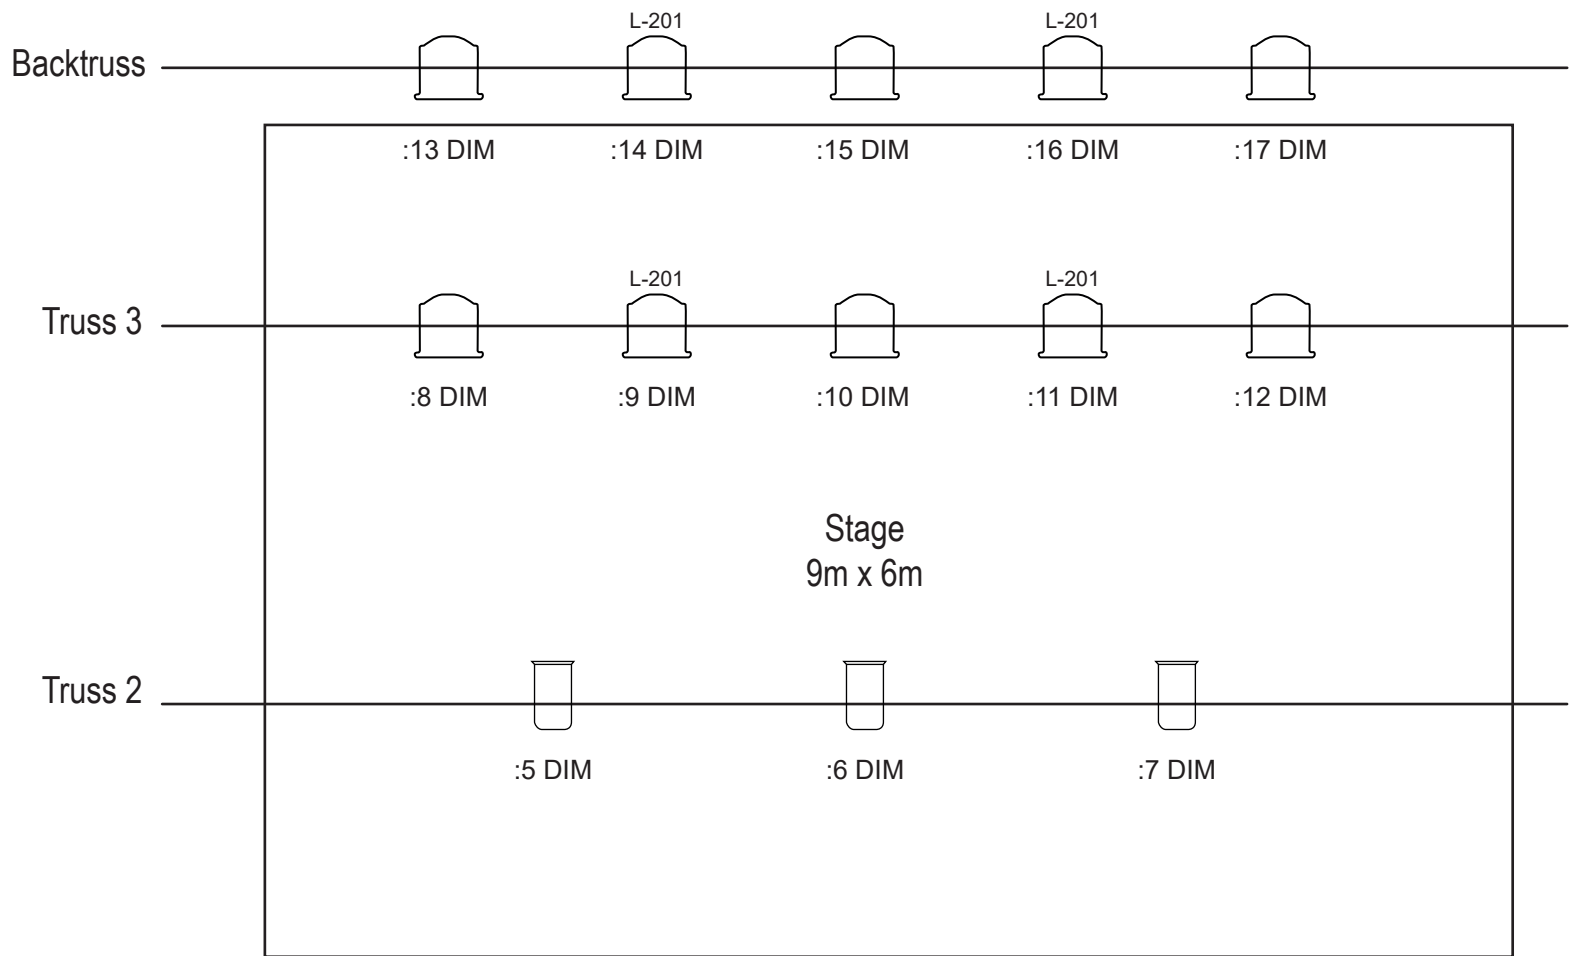 L-201 L-201
Backtruss
:13 DIM :14 DIM :15 DIM :16 DIM :17 DIM
L-201 L-201
Truss 3
:8 DIM :9 DIM :10 DIM :11 DIM :12 DIM
Stage
9m x 6m
Truss 2
:5 DIM :6 DIM :7 DIM